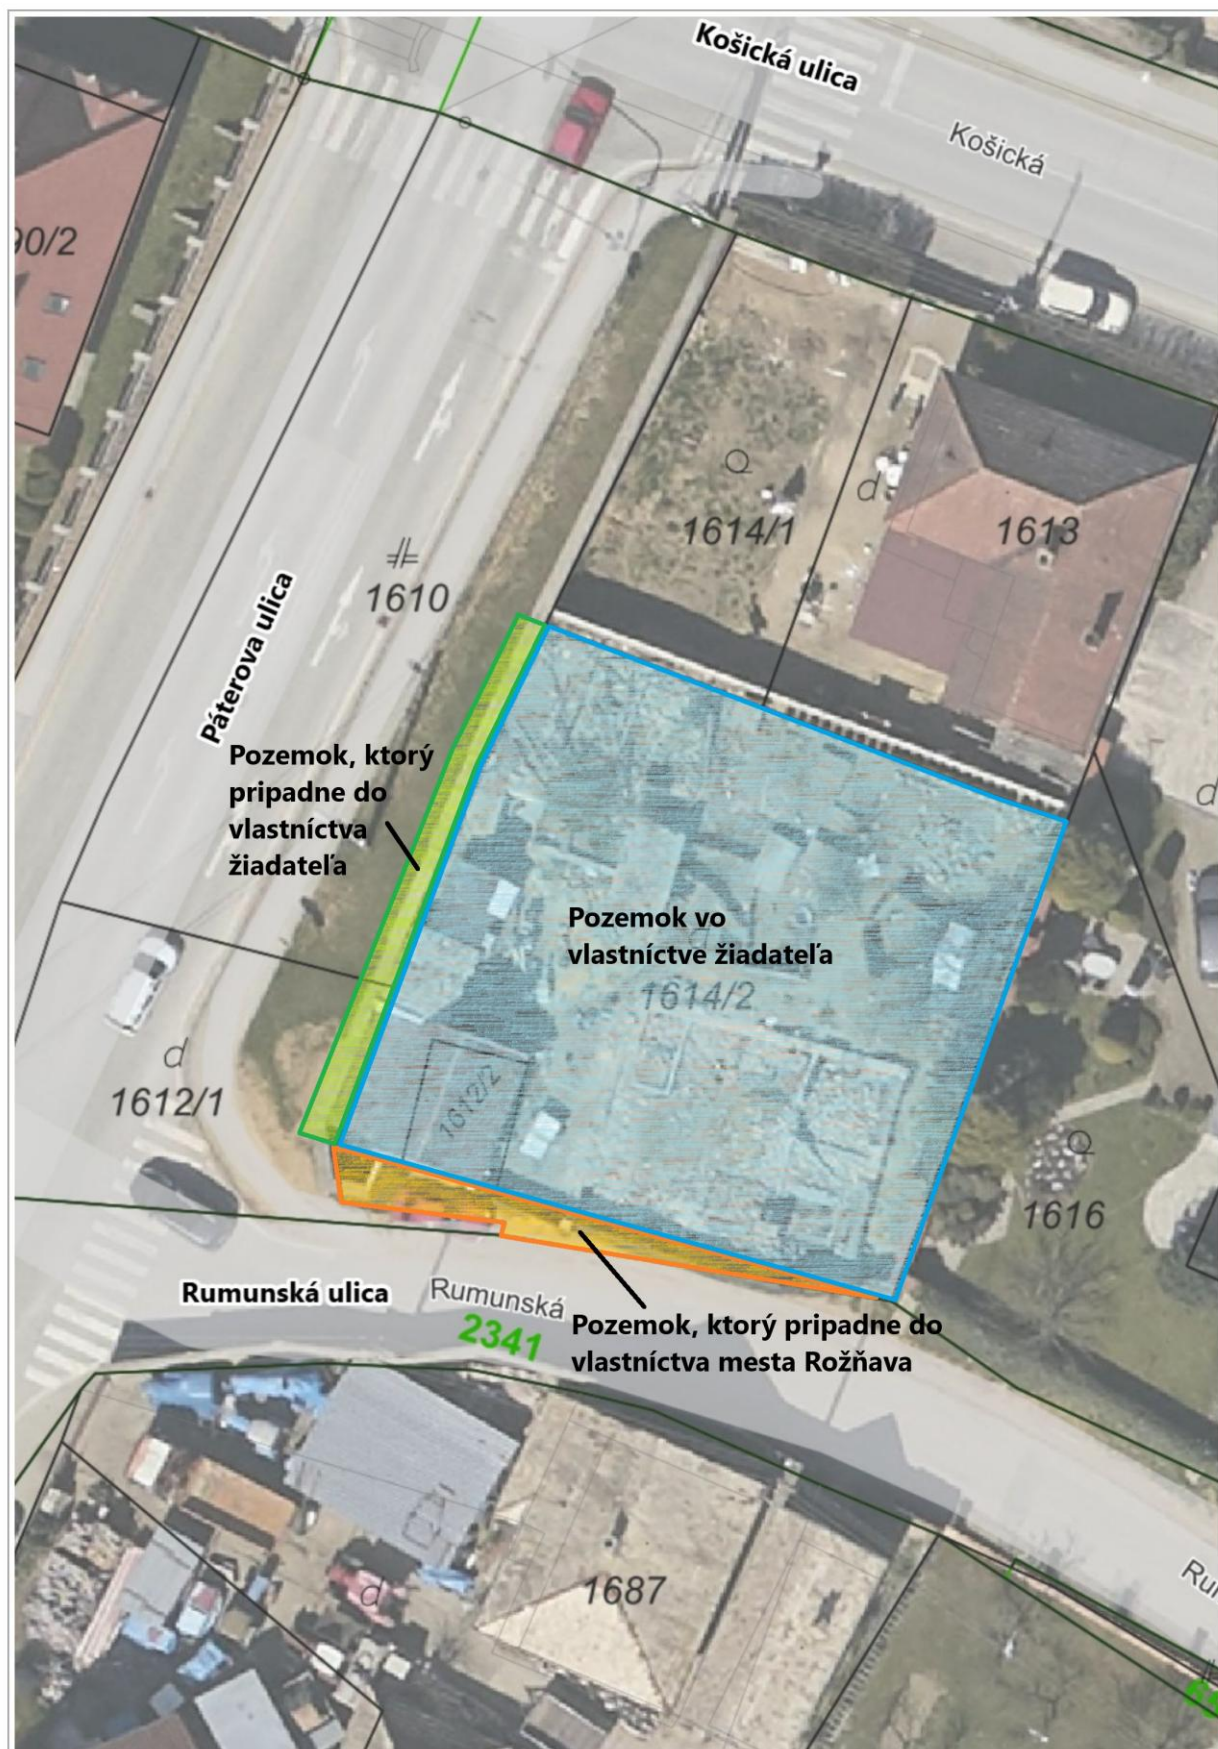 Košická ulica
Košická
90/2
1614/1
d
1613
1610
Páterova ulica
Pozemok, ktorý
pripadne do
vlastníctva
žiadateľa
d
Pozemok vo
vlastníctve žiadateľa
1614/2
d
1612/1
1612/2
1616
Rumunská ulica
Rumunská
2341
Pozemok, ktorý pripadne do
vlastníctva mesta Rožňava
1687
d